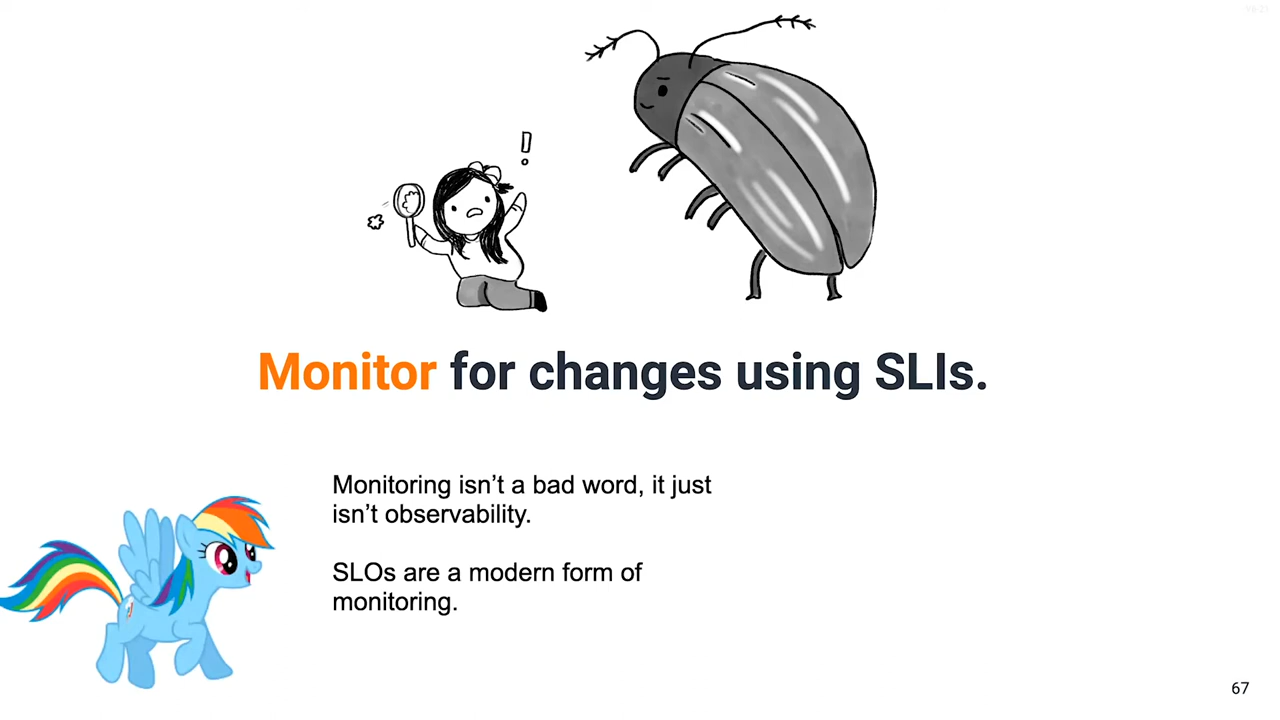 !
Monitor for changes using SLIs.
Monitoring isn’t a bad word, it just
isn’t observability.
SLOs are a modern form of
monitoring.
67